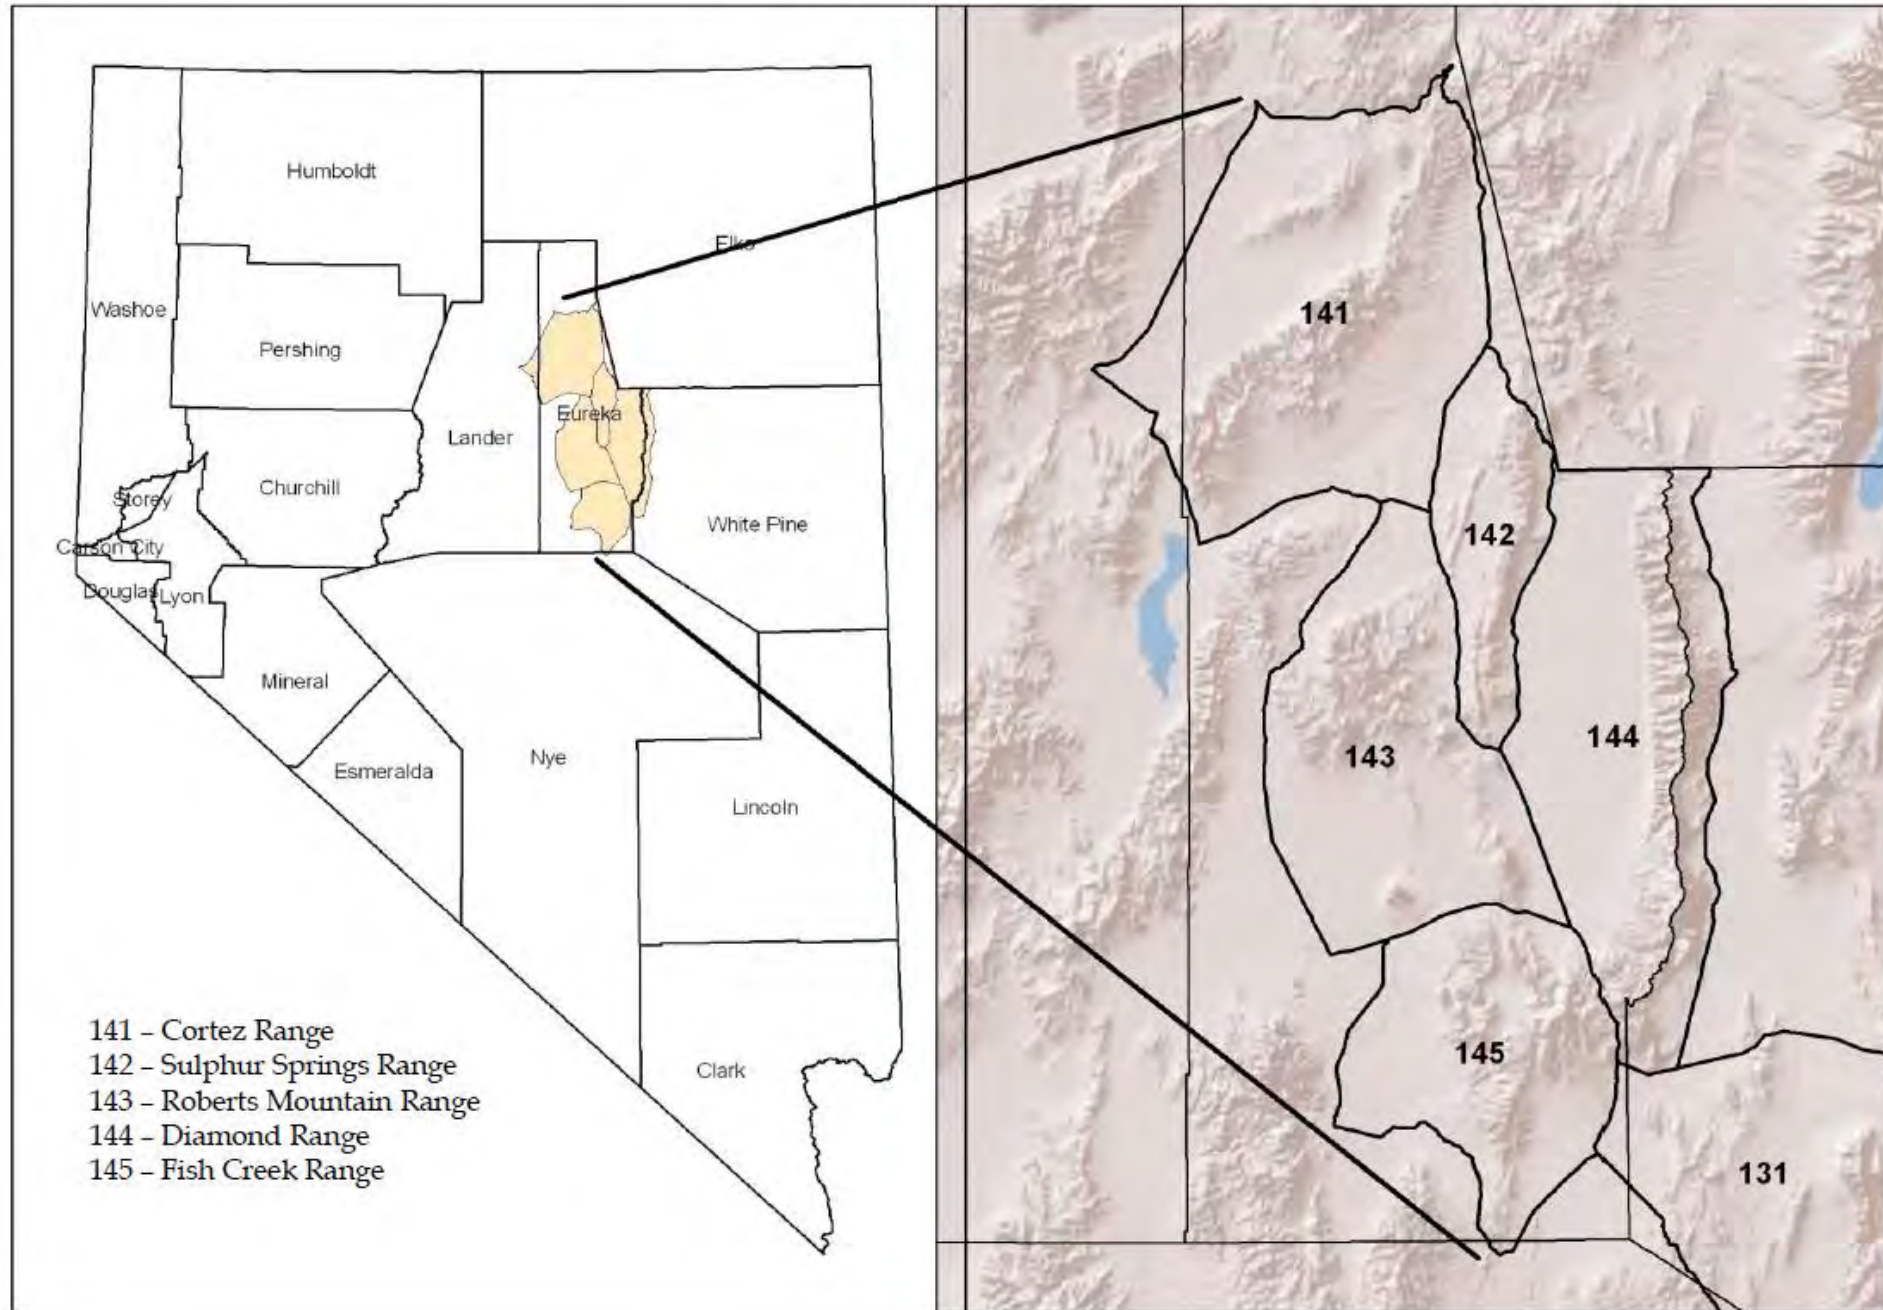 Humboldt
Elko
Washoe
Pershing
Eureka
Lander
Churchill
Storey
White Pine
Carson City
Douglas
Lyon
Mineral
Nye
Esmeralda
Lincoln
Clark
141 – Cortez Range
142 – Sulphur Springs Range
143 – Roberts Mountain Range
144 – Diamond Range
145 – Fish Creek Range
141
142
144
143
145
131